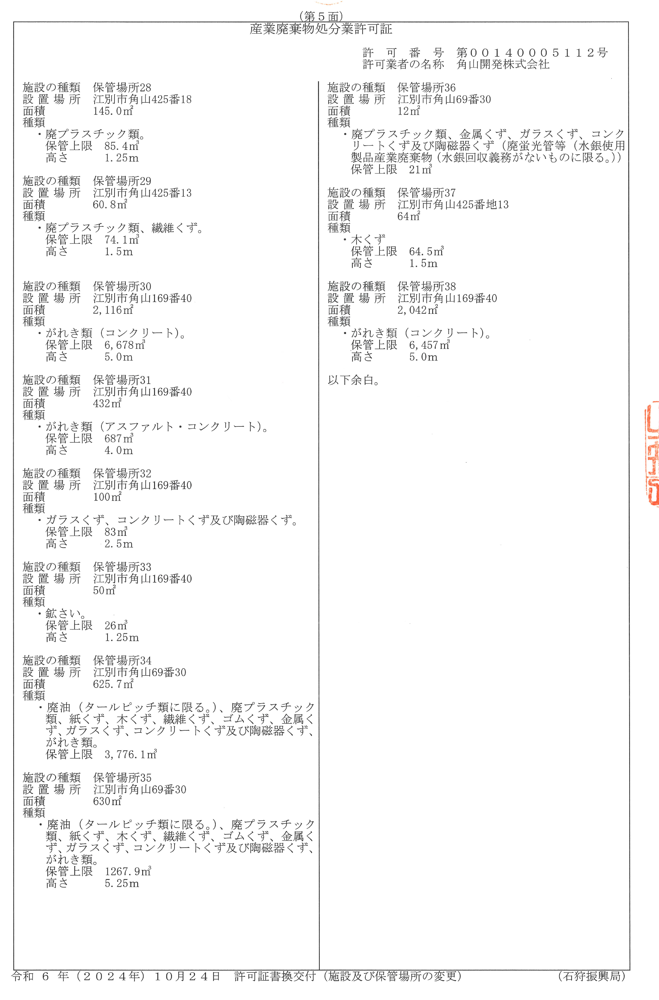 （第５面）
産業廃棄物処分業許可証
許　可　番　号　第００１４０００５１１２号
許可業者の名称　角山開発株式会社
施設の種類　保管場所28
設 置 場 所　江別市角山425番18
面積　　　　145.0㎡
種類
・廃プラスチック類。
保管上限　85.4㎥
高さ　　　1.25m
施設の種類　保管場所29
設 置 場 所　江別市角山425番13
面積　　　　60.8㎡
種類
・廃プラスチック類、繊維くず。
保管上限　74.1㎥
高さ　　　1.5m
施設の種類　保管場所30
設 置 場 所　江別市角山169番40
面積　　　　2,116㎡
種類
・がれき類（コンクリート）。
保管上限　6,678㎥
高さ　　　5.0m
施設の種類　保管場所31
設 置 場 所　江別市角山169番40
面積　　　　432㎡
種類
・がれき類（アスファルト・コンクリート）。
保管上限　687㎥
高さ　　　4.0m
施設の種類　保管場所32
設 置 場 所　江別市角山169番40
面積　　　　100㎡
種類
・ガラスくず、コンクリートくず及び陶磁器くず。
保管上限　83㎥
高さ　　　2.5m
施設の種類　保管場所33
設 置 場 所　江別市角山169番40
面積　　　　50㎡
種類
・鉱さい。
保管上限　26㎥
高さ　　　1.25m
施設の種類　保管場所34
設 置 場 所　江別市角山69番30
面積　　　　625.7㎡
種類
・廃油（タールピッチ類に限る。）、廃プラスチック
類、紙くず、木くず、繊維くず、ゴムくず、金属く
ず、ガラスくず、コンクリートくず及び陶磁器くず、
がれき類。
保管上限　3,776.1㎥
施設の種類　保管場所35
設 置 場 所　江別市角山69番30
面積　　　　630㎡
種類
・廃油（タールピッチ類に限る。）、廃プラスチック
類、紙くず、木くず、繊維くず、ゴムくず、金属く
ず、ガラスくず、コンクリートくず及び陶磁器くず、
がれき類。
保管上限　1267.9㎥
高さ　　　5.25m
施設の種類　保管場所36
設 置 場 所　江別市角山69番30
面積　　　　12㎡
種類
・廃プラスチック類、金属くず、ガラスくず、コンク
リートくず及び陶磁器くず（廃蛍光管等（水銀使用
製品産業廃棄物（水銀回収義務がないものに限る。））
保管上限　21㎥
施設の種類　保管場所37
設 置 場 所　江別市角山425番地13
面積　　　　64㎡
種類
・木くず
保管上限　64.5㎥
高さ　　　1.5m
施設の種類　保管場所38
設 置 場 所　江別市角山169番40
面積　　　　2,042㎡
種類
・がれき類（コンクリート）。
保管上限　6,457㎥
高さ　　　5.0m
以下余白。
令和 ６ 年（２０２４年）１０月２４日　許可証書換交付（施設及び保管場所の変更）　　　　（石狩振興局）